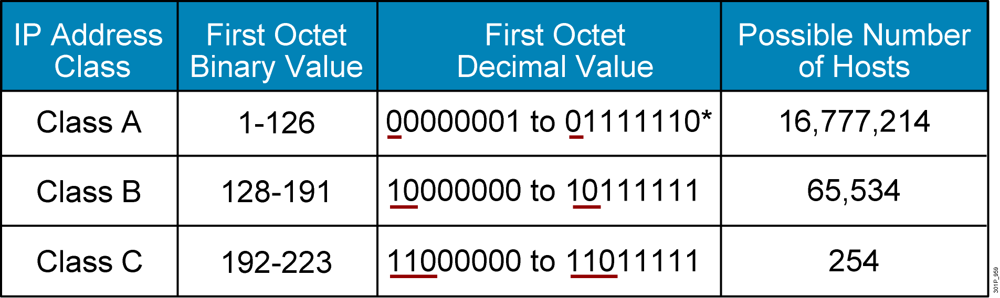 IP Address Class
First Octet Binary Value
First Octet Decimal Value
Possible Number of Hosts
Class A
1-126
00000001 to 01111110*
16,777,214
Class B
128-191
10000000 to 10111111
65,534
Class C
192-223
11000000 to 11011111
254
301P_959